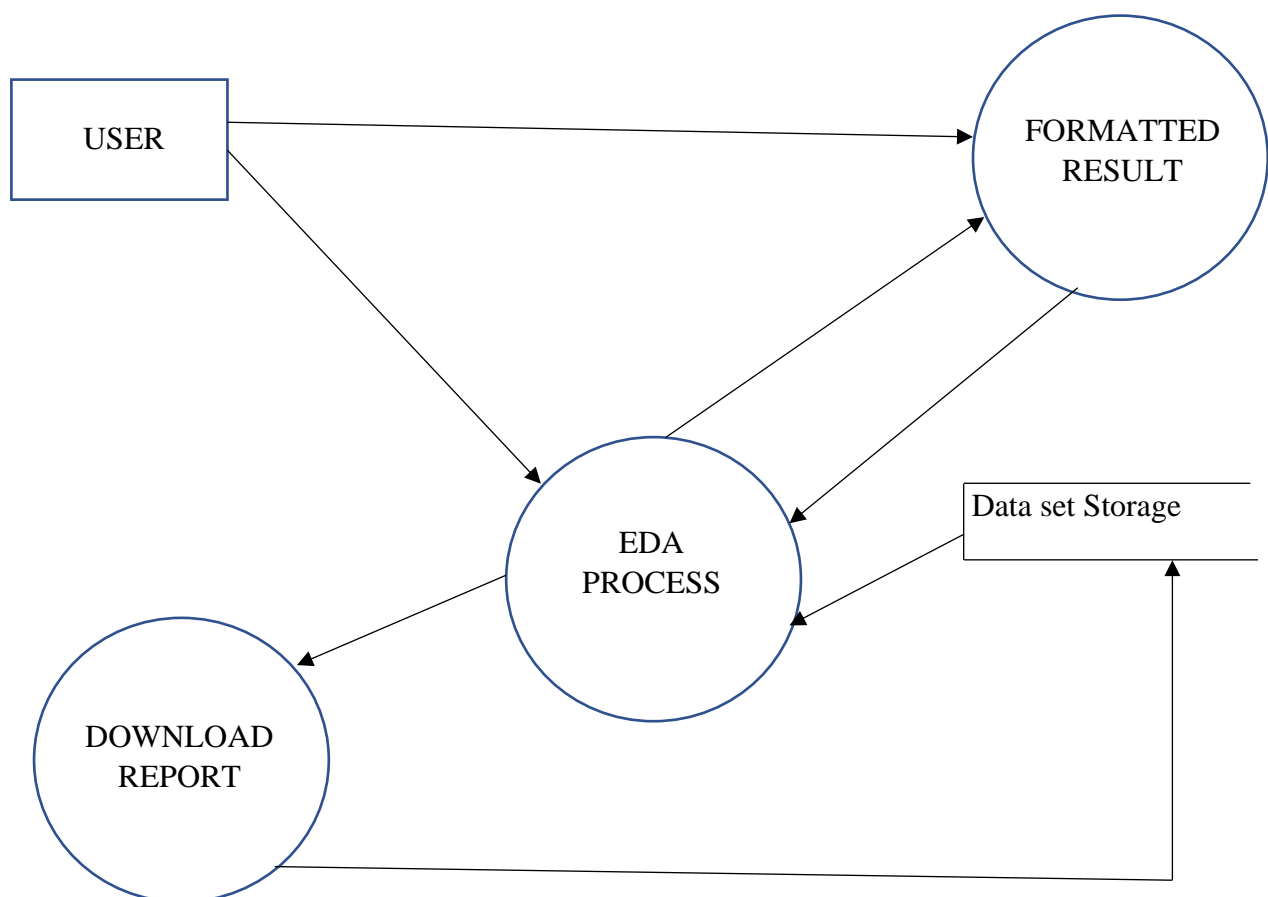 USER
FORMATTED
RESULT
Data set Storage
EDA
PROCESS
DOWNLOAD
REPORT